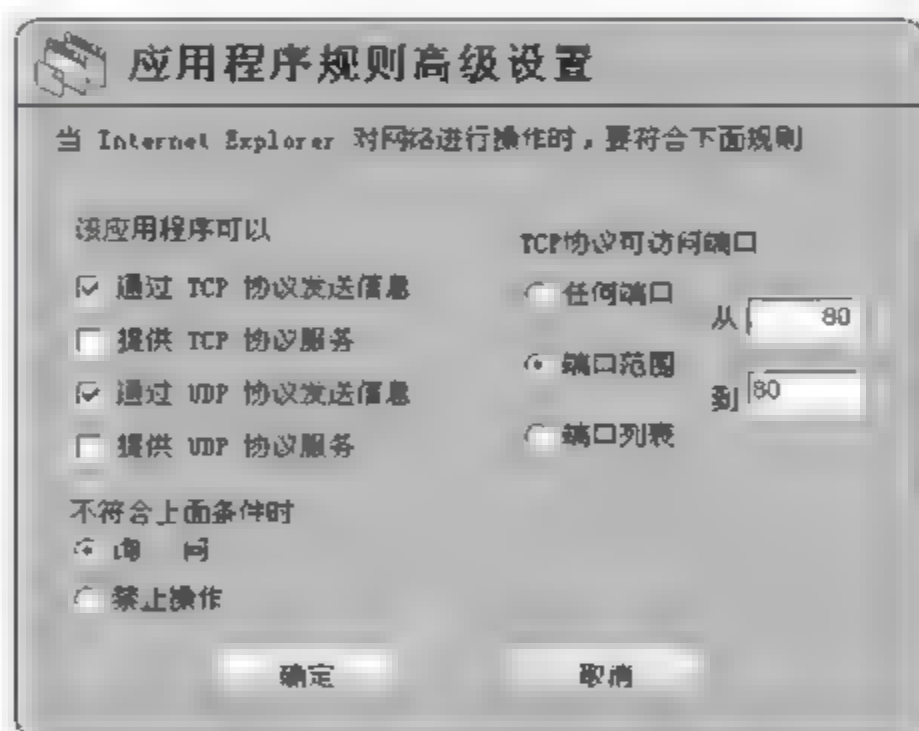 应用程序规则高级设置
当 Internet Explorer 对网络进行操作时，要符合下面规则
该应用程序可以
通过 TCP 协议发送信息
提供 TCP 协议服务
通过 UDP 协议发送信息
提供 UDP 协议服务
不符合上面条件时
询 问
禁止操作
TCP协议可访问端口
任何端口
端口范围
端口列表
从 80
到 80
确定
取消